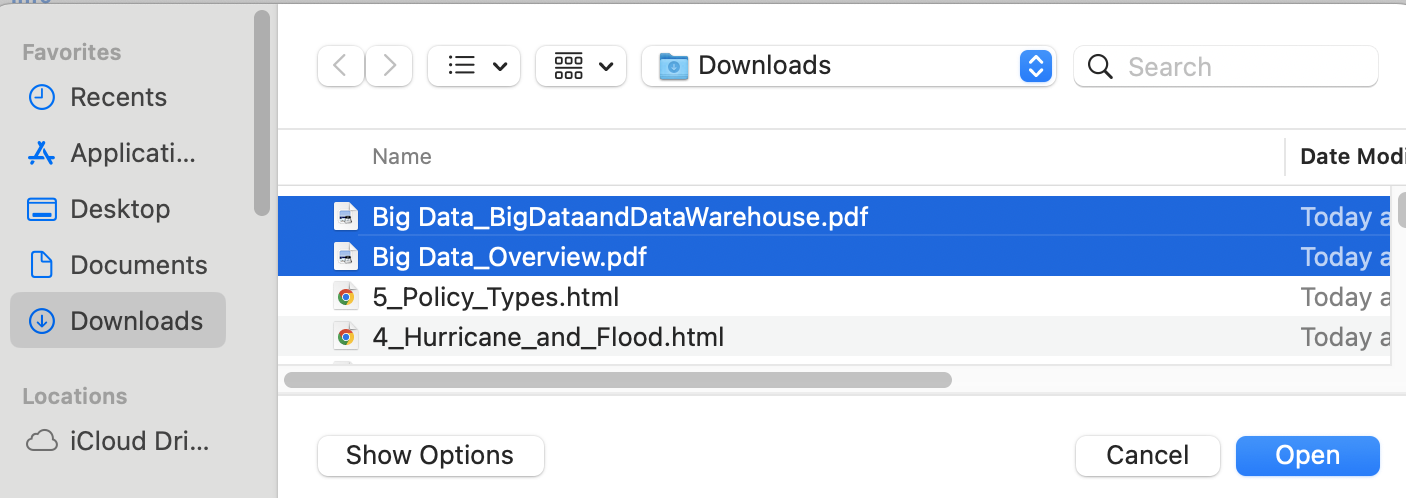 Favorites
Recents
Applicati...
Desktop
Documents
Downloads
Locations
iCloud Dri...
Downloads
Search
Name
Date Modi
Big Data_BigDataandDataWarehouse.pdf
Today a
Big Data_Overview.pdf
Today a
5_Policy_Types.html
Today a
4_Hurricane_and_Flood.html
Today a
Show Options
Cancel
Open